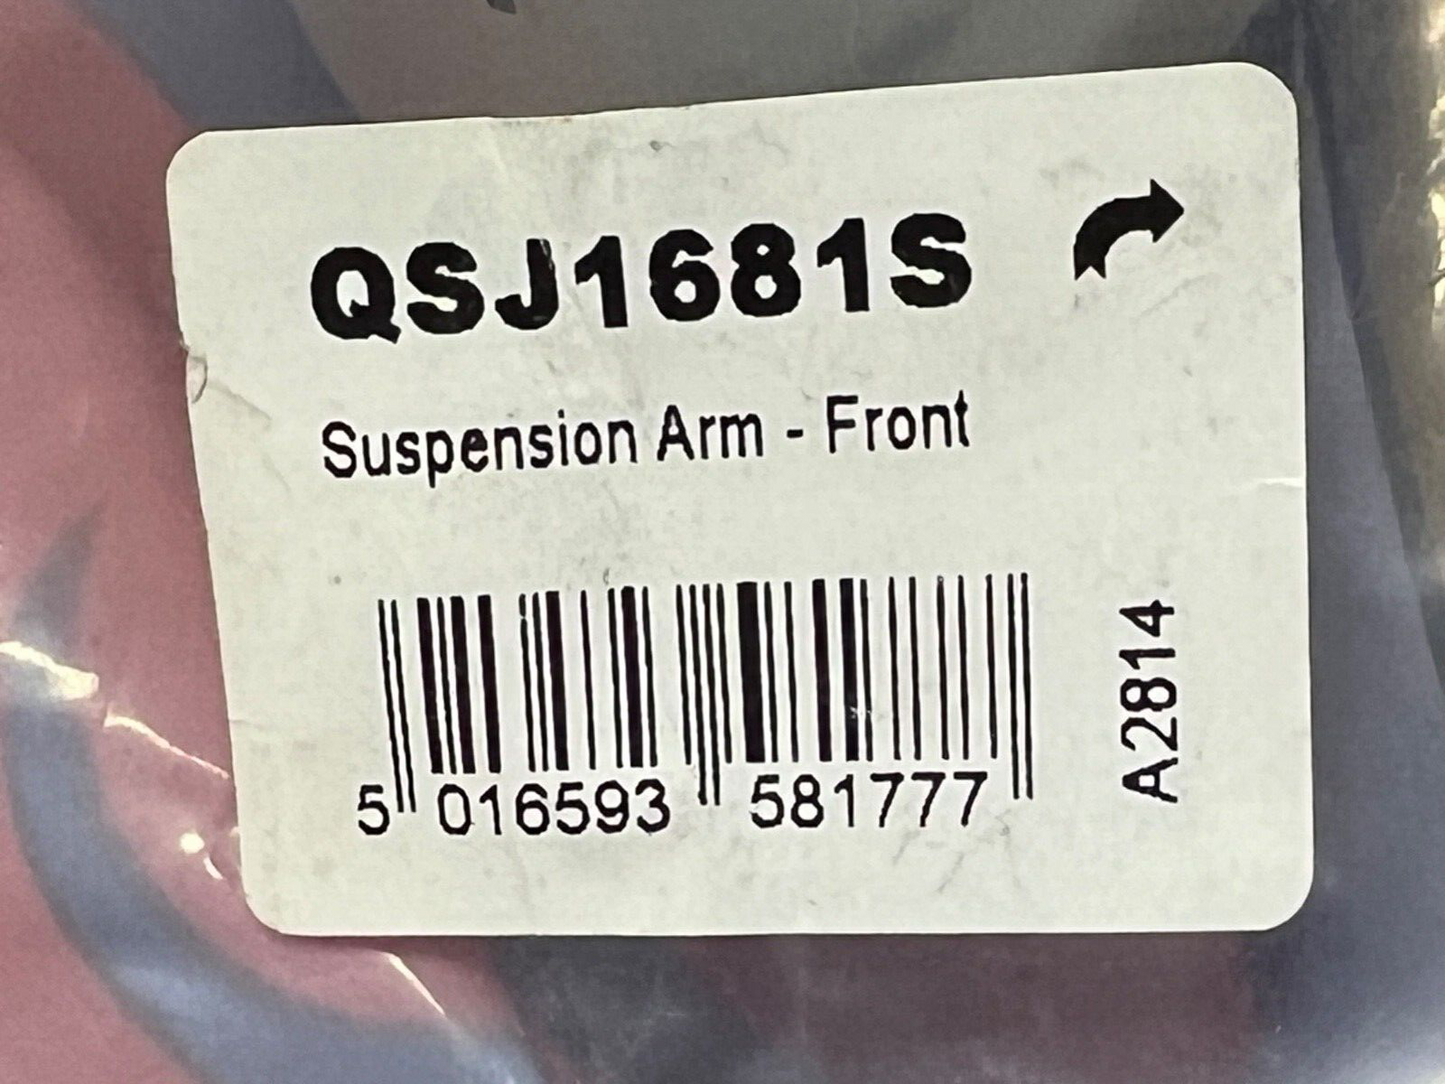 QSJ1681S
Suspension Arm - Front
5 016593 581777
A2814